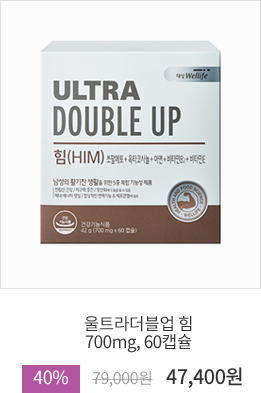 대상 Wellife
ULTRA
DOUBLE UP
힘(HIM) 쏘팔메토+옥타코사놀+아연+비타민B₁+비타민E
남성의 활기찬 생활을 위한 5중 복합 기능성 제품
건강기능식품
42 g (700 mg x 60 캡슐)
울트라더블업 힘
700mg, 60캡슐
40% 79,000원 47,400원